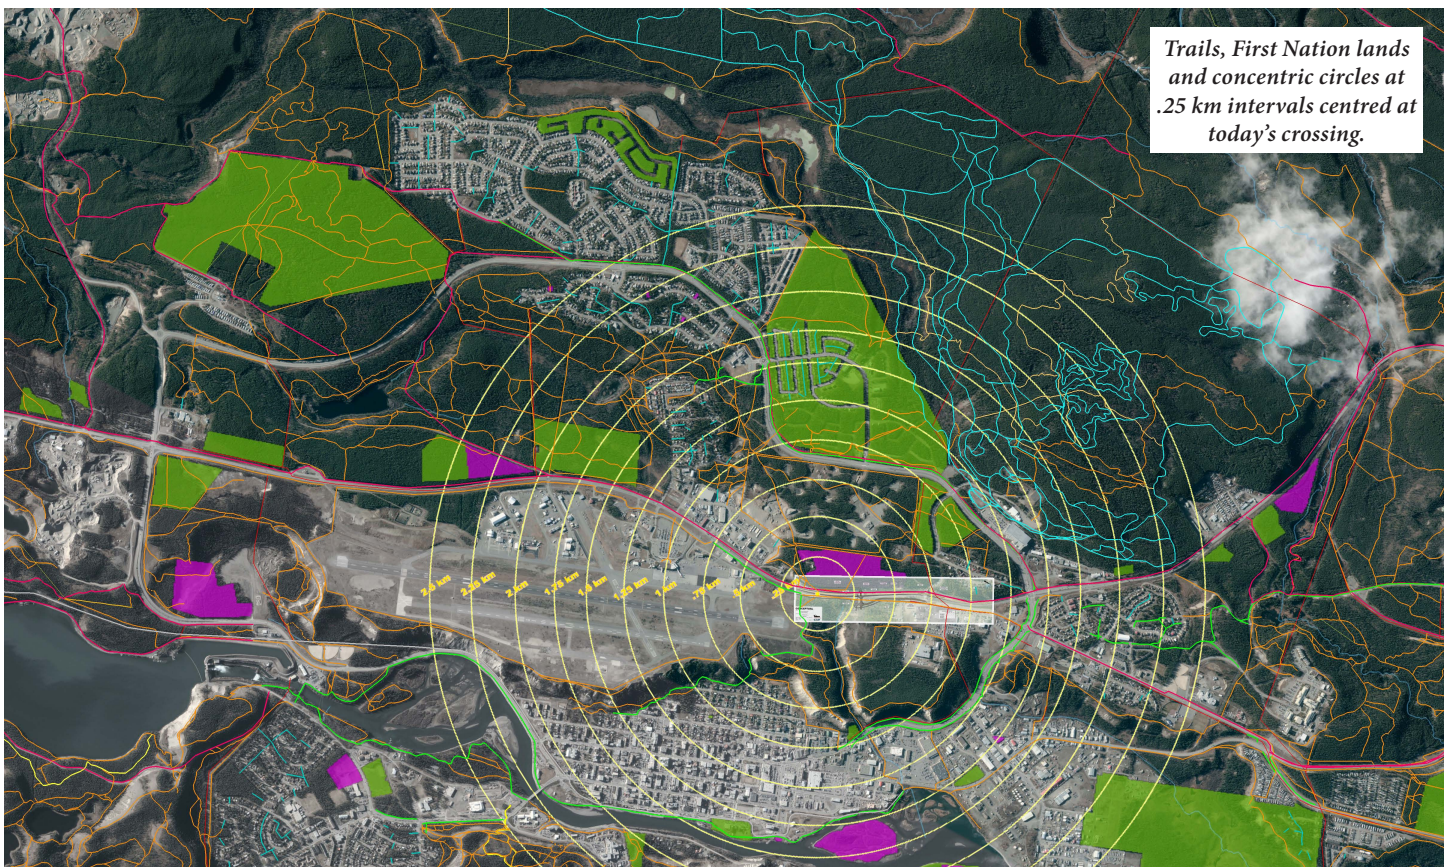 Trails, First Nation lands
and concentric circles at
.25 km intervals centred at
today's crossing.
2.5 km
2.25 km
2 km
1.75 km
1.5 km
1.25 km
1 km
.75 km
.5 km